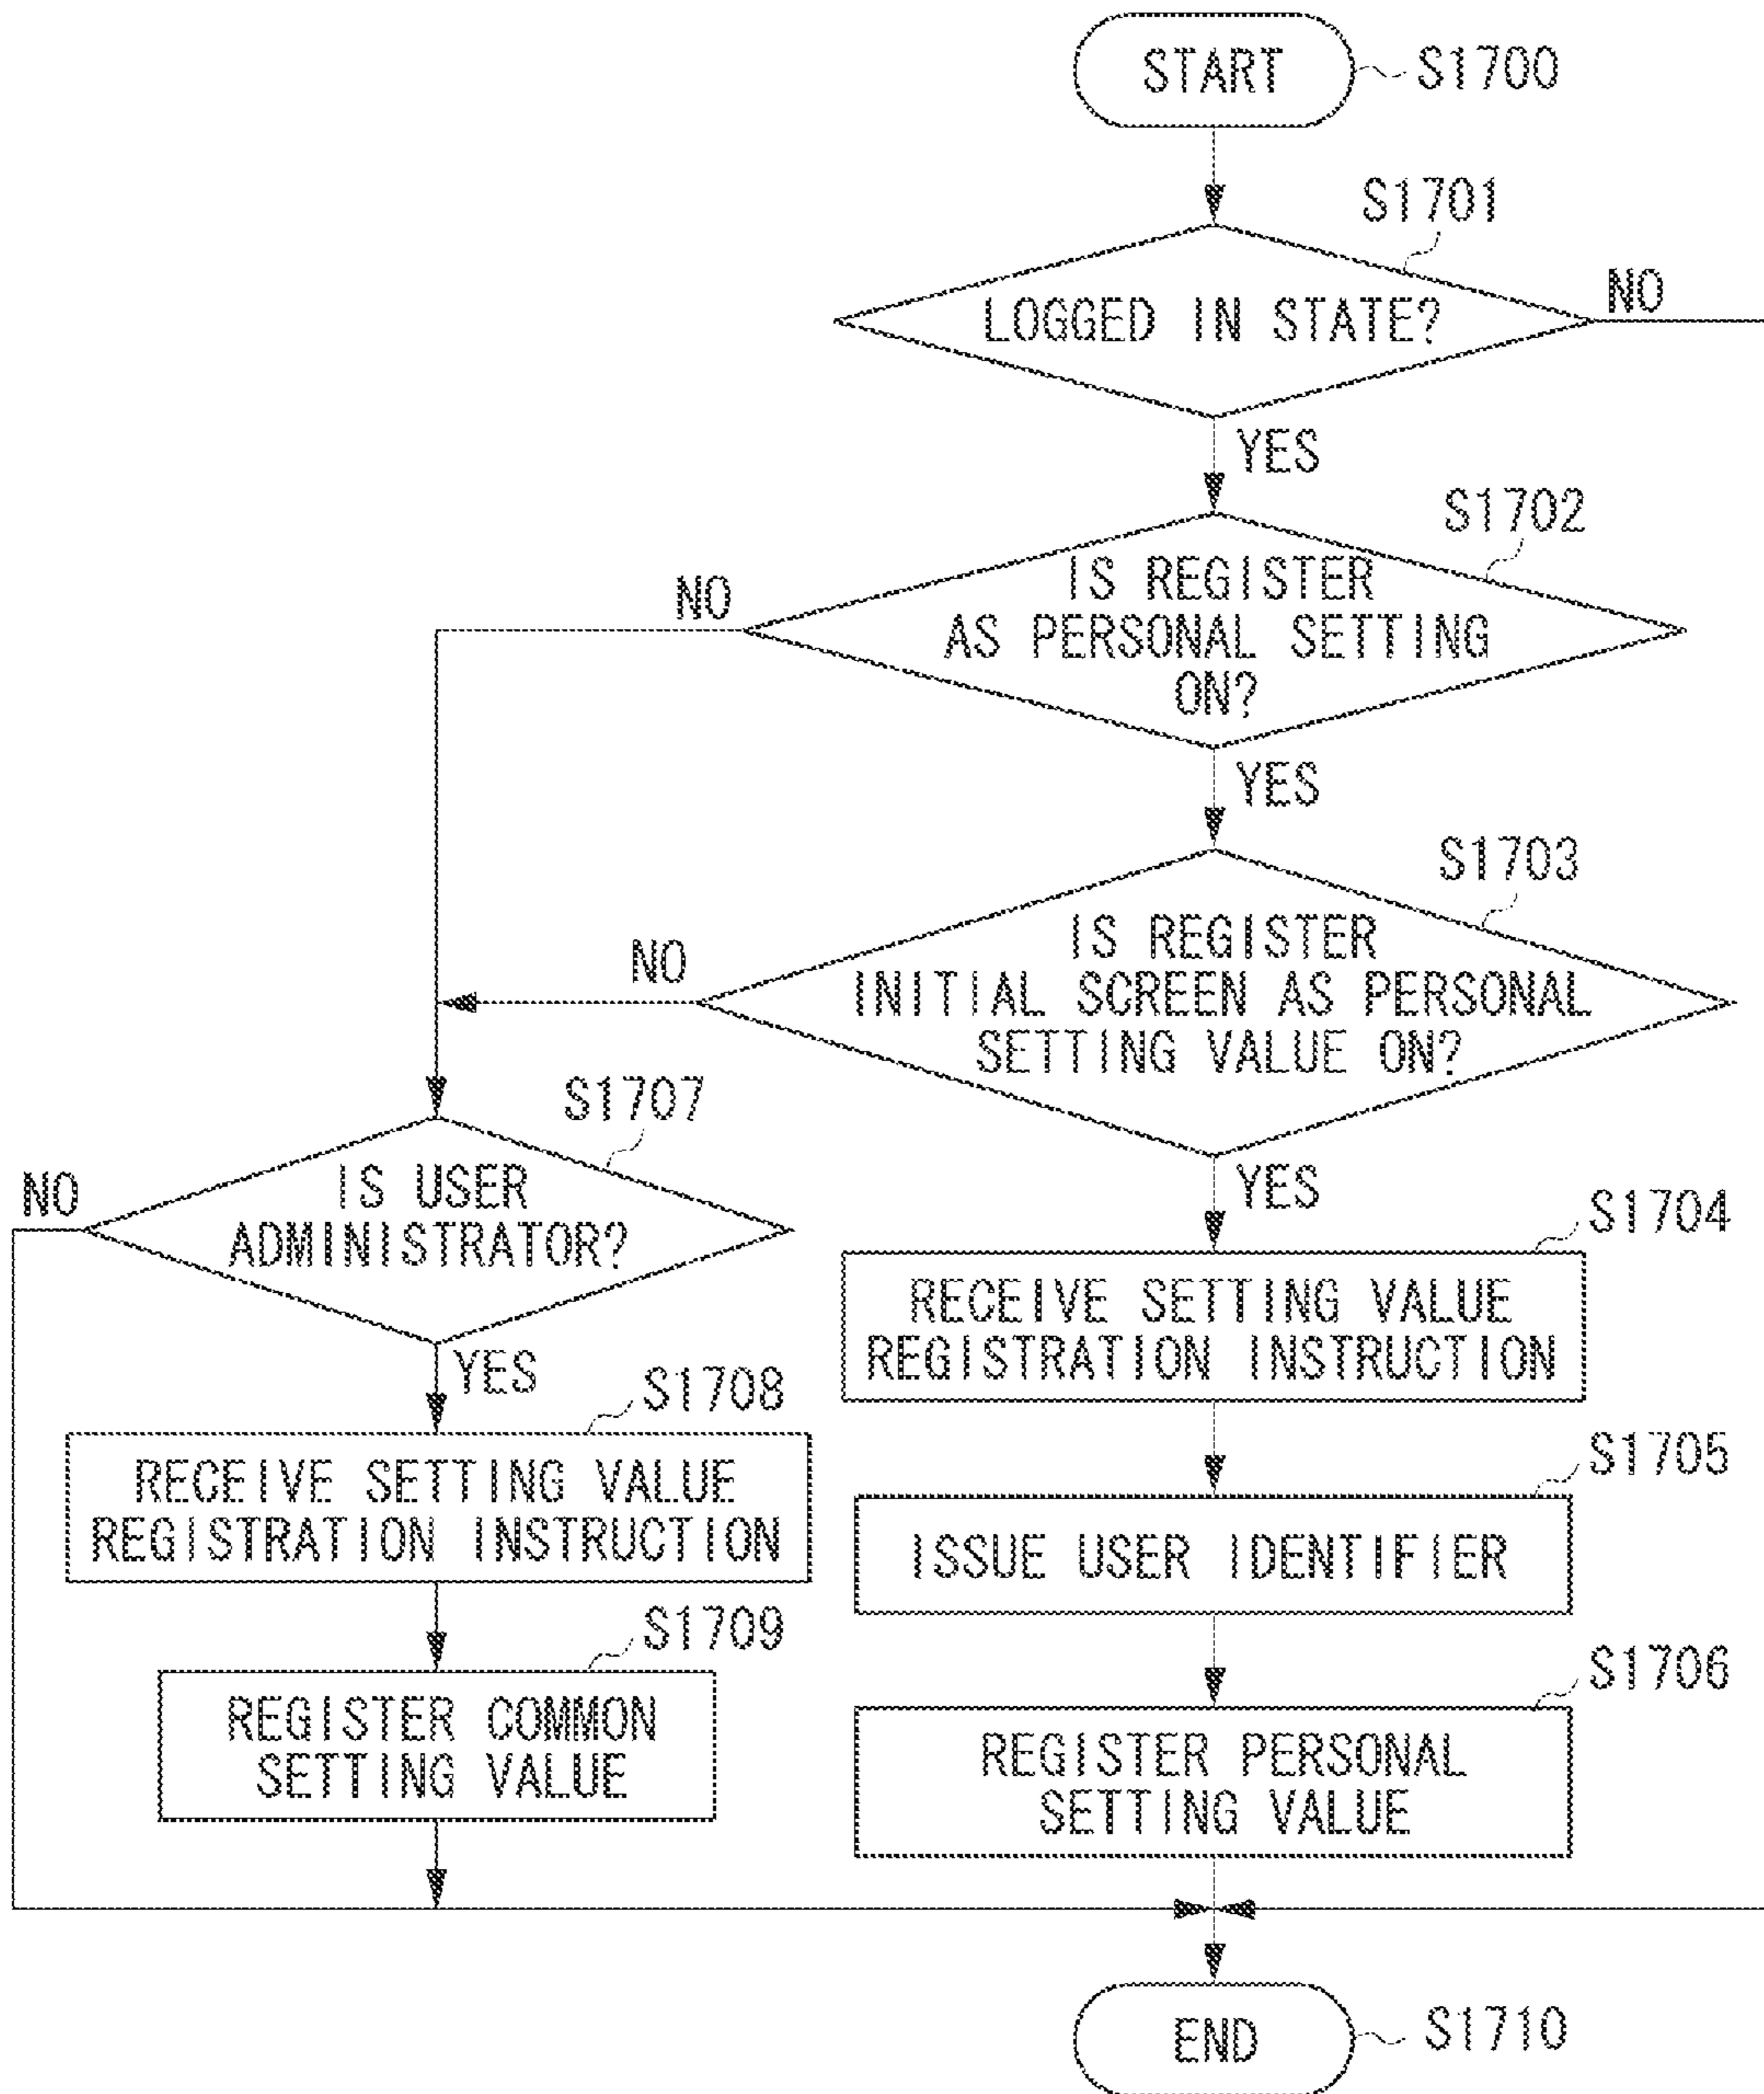 START
S1700
S1701
LOGGED IN STATE?
NO
YES
S1702
IS REGISTER
AS PERSONAL SETTING
ON?
NO
YES
S1703
IS REGISTER
INITIAL SCREEN AS PERSONAL
SETTING VALUE ON?
NO
YES
S1707
IS USER
ADMINISTRATOR?
NO
YES
S1704
RECEIVE SETTING VALUE
REGISTRATION INSTRUCTION
S1708
RECEIVE SETTING VALUE
REGISTRATION INSTRUCTION
S1705
ISSUE USER IDENTIFIER
S1709
REGISTER COMMON
SETTING VALUE
S1706
REGISTER PERSONAL
SETTING VALUE
END
S1710